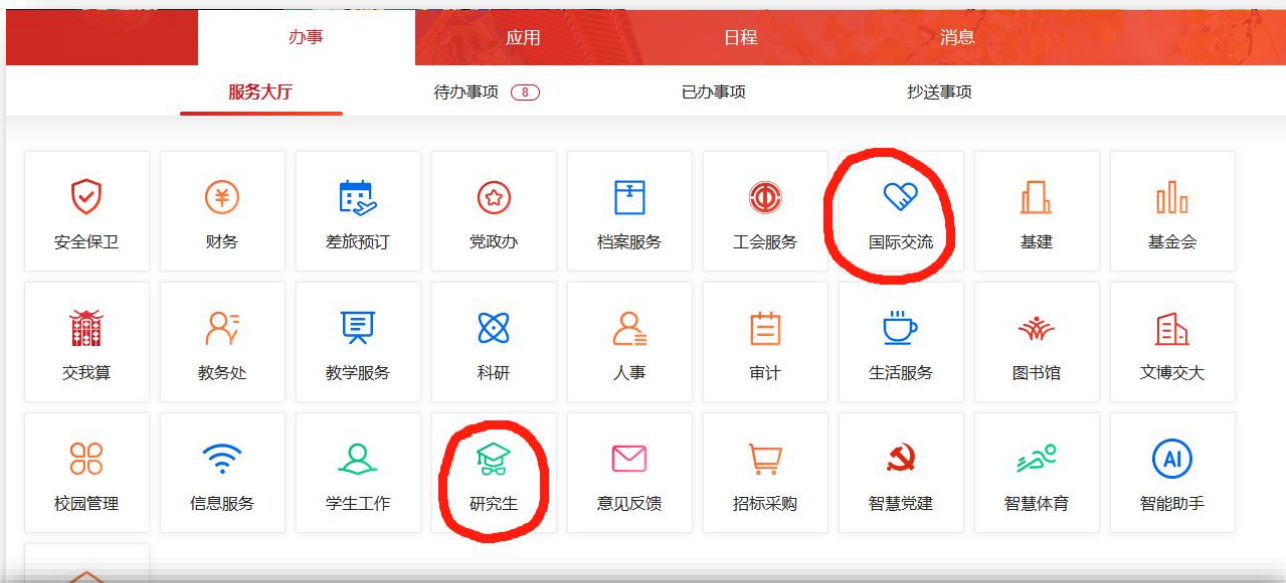 办事 应用 日程 消息
服务大厅 待办事项 8 已办事项 抄送事项
安全保卫 财务 差旅预订 党政办 档案服务 工会服务 国际交流 基建 基金会
交我算 教务处 教学服务 科研 人事 审计 生活服务 图书馆 文博交大
校园管理 信息服务 学生工作 研究生 意见反馈 招标采购 智慧党建 智慧体育 AI 智能助手